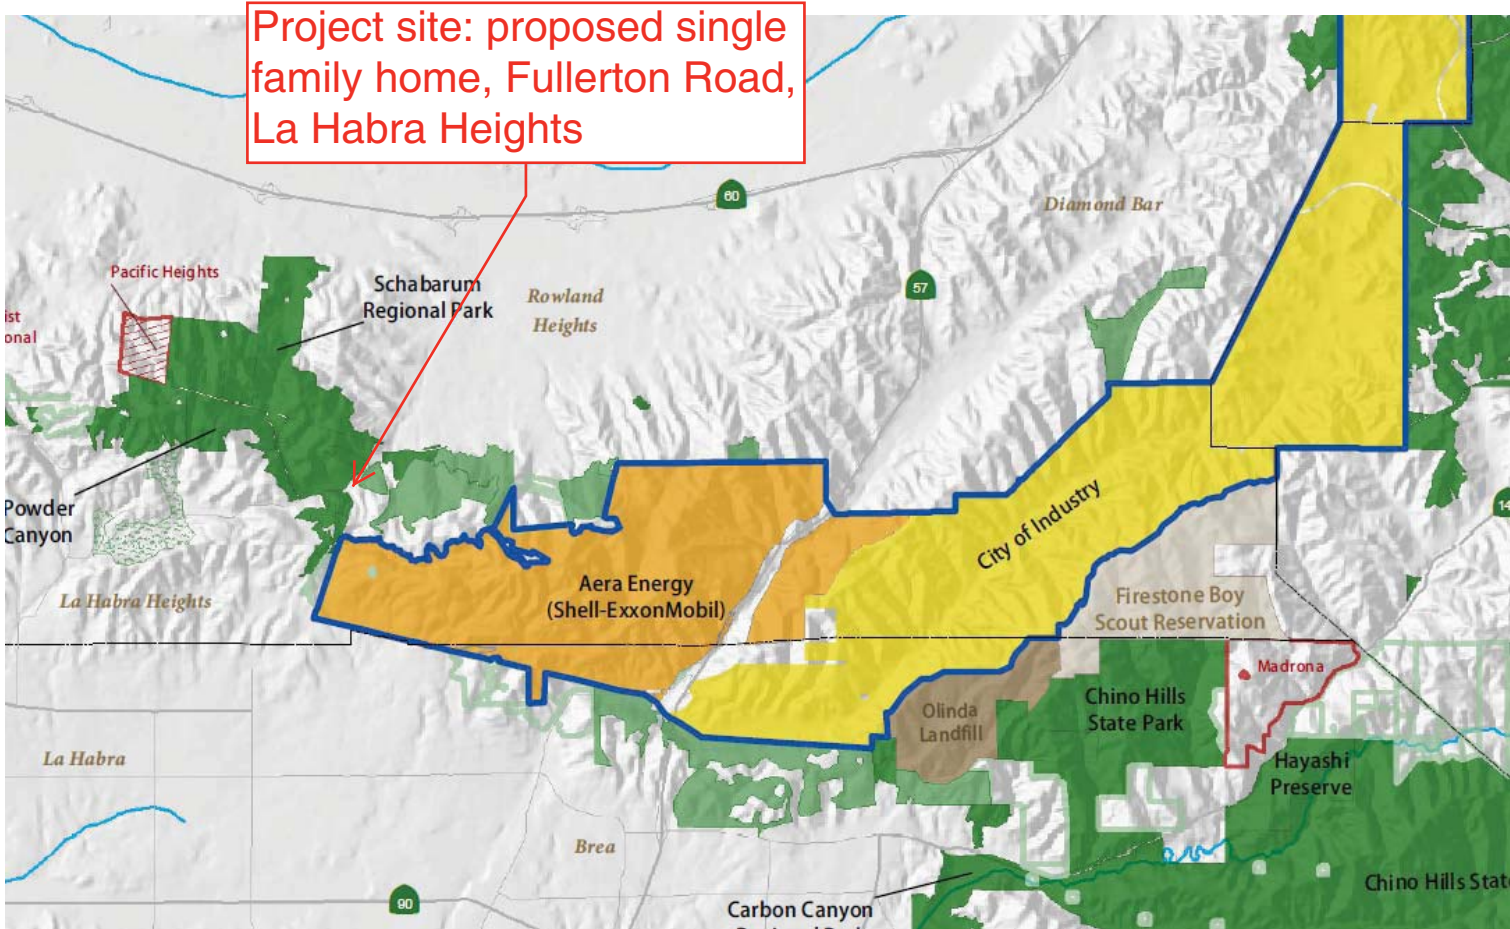 Project site: proposed single
family home, Fullerton Road,
La Habra Heights
60
Diamond Bar
Pacific Heights
Schabarum
Regional Park
Rowland
Heights
57
ist
onal
Powder
Canyon
City of Industry
14
Aera Energy
(Shell-ExxonMobil)
La Habra Heights
Firestone Boy
Scout Reservation
Madrona
Chino Hills
State Park
Olinda
Landfill
La Habra
Hayashi
Preserve
Brea
Chino Hills Stat
90
Carbon Canyon